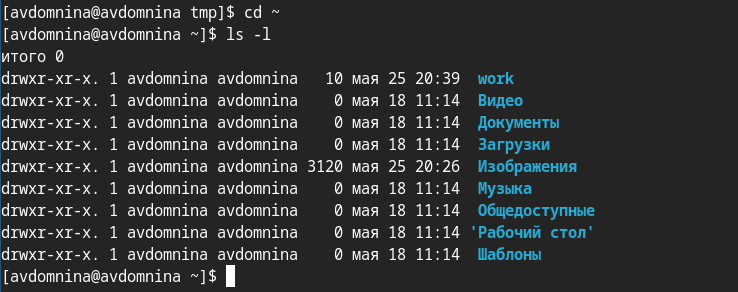 [avdomnina@avdomnina tmp]$ cd ~
[avdomnina@avdomnina ~]$ ls -l
итого 0
drwxr-xr-x. 1 avdomnina avdomnina   10 мая 25 20:39  work
drwxr-xr-x. 1 avdomnina avdomnina    0 мая 18 11:14  Видео
drwxr-xr-x. 1 avdomnina avdomnina    0 мая 18 11:14  Документы
drwxr-xr-x. 1 avdomnina avdomnina    0 мая 18 11:14  Загрузки
drwxr-xr-x. 1 avdomnina avdomnina 3120 мая 25 20:26  Изображения
drwxr-xr-x. 1 avdomnina avdomnina    0 мая 18 11:14  Музыка
drwxr-xr-x. 1 avdomnina avdomnina    0 мая 18 11:14  Общедоступные
drwxr-xr-x. 1 avdomnina avdomnina    0 мая 18 11:14 'Рабочий стол'
drwxr-xr-x. 1 avdomnina avdomnina    0 мая 18 11:14  Шаблоны
[avdomnina@avdomnina ~]$